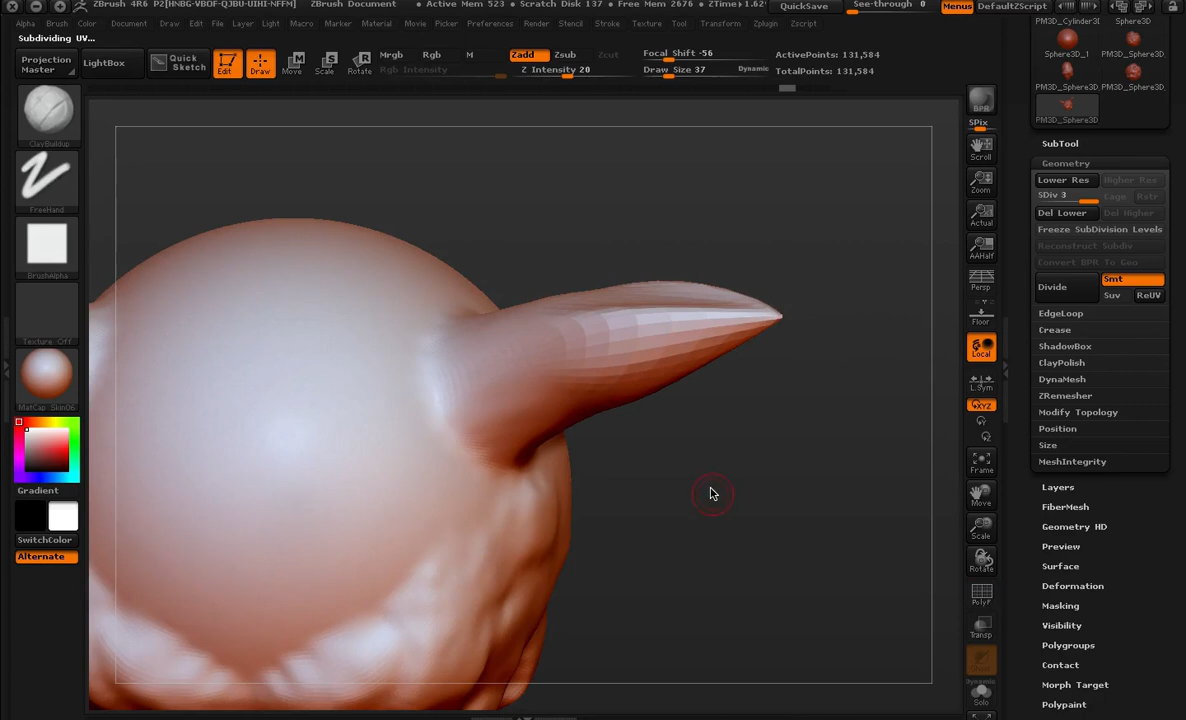 ZBrush 4R6 P2[HNBG-VBOF-QJBU-UIHI-NFFM] ZBrush Document • Active Mem 523 • Scratch Disk 137 • Free Mem 2676 • ZTime▶1.62 QuickSave See-through 0 Menus DefaultZScript
Alpha Brush Color Document Draw Edit File Layer Light Macro Marker Material Movie Picker Preferences Render Stencil Stroke Texture Tool Transform Zplugin Zscript
Subdividing UV...
Projection Master
LightBox
Quick Sketch
Edit
Draw
Move
Scale
Rotate
Mrgb Rgb M
Rgb Intensity
Zadd Zsub Zcut
Z Intensity 20
Focal Shift -56
Draw Size 37 Dynamic
ActivePoints: 131,584
TotalPoints: 131,584
ClayBuildup
FreeHand
BrushAlpha
Texture Off
MatCap Skin06
Gradient
SwitchColor
Alternate
BPR
SPix
Scroll
Zoom
Actual
AAHalf
Persp
Floor
Local
L.Sym
XYZ
Frame
Move
Scale
Rotate
PolyF
Transp
Dynamic
Solo
PM3D_Cylinder3D Sphere3D
Sphere3D_1 PM3D_Sphere3D
PM3D_Sphere3D PM3D_Sphere3D
PM3D_Sphere3D
SubTool
Geometry
Lower Res Higher Res
SDiv 3 Cage Rstr
Del Lower Del Higher
Freeze SubDivision Levels
Reconstruct Subdiv
Convert BPR To Geo
Divide Smt
Suv ReUV
EdgeLoop
Crease
ShadowBox
ClayPolish
DynaMesh
ZRemesher
Modify Topology
Position
Size
MeshIntegrity
Layers
FiberMesh
Geometry HD
Preview
Surface
Deformation
Masking
Visibility
Polygroups
Contact
Morph Target
Polypaint